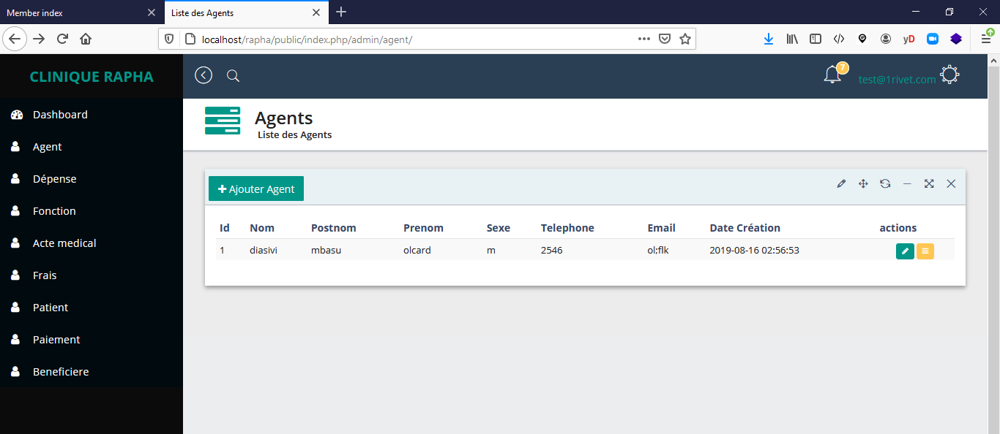 Member index
Liste des Agents
localhost/rapha/public/index.php/admin/agent/
yD
CLINIQUE RAPHA
7
test@1rivet.com
Dashboard
Agent
Dépense
Fonction
Acte medical
Frais
Patient
Paiement
Beneficiere
Agents
Liste des Agents
Ajouter Agent
Id Nom Postnom Prenom Sexe Telephone Email Date Création actions
1 diasivi mbasu olcard m 2546 ol;flk 2019-08-16 02:56:53